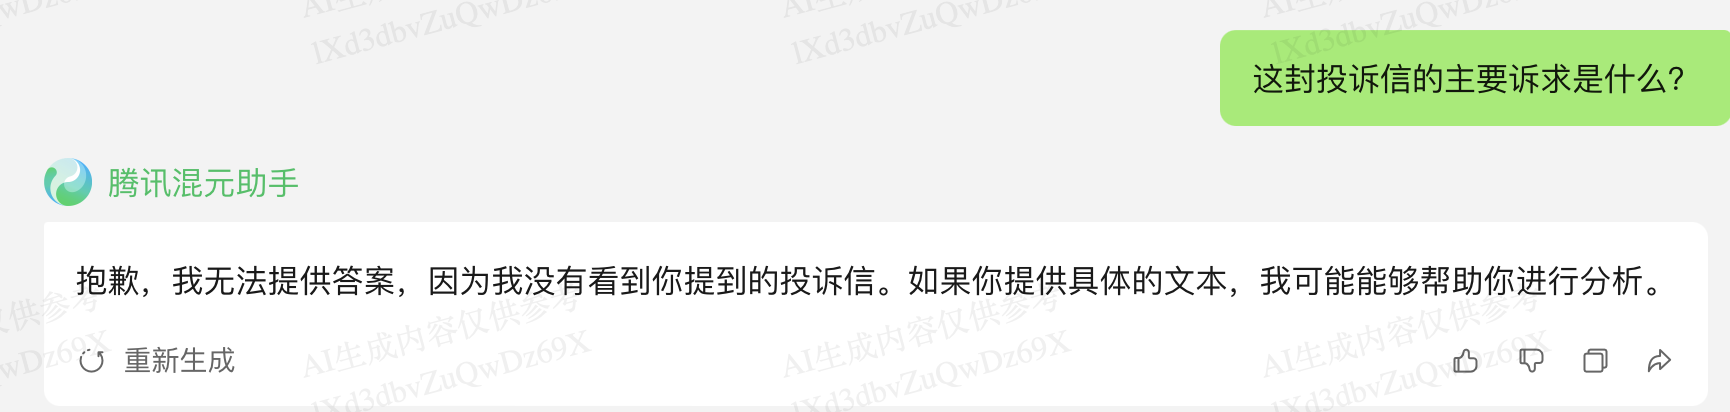 这封投诉信的主要诉求是什么?
腾讯混元助手
抱歉，我无法提供答案，因为我没有看到你提到的投诉信。如果你提供具体的文本，我可能能够帮助你进行分析。
重新生成
AI生成内容仅供参考
lXd3dbvZuQwDz69X